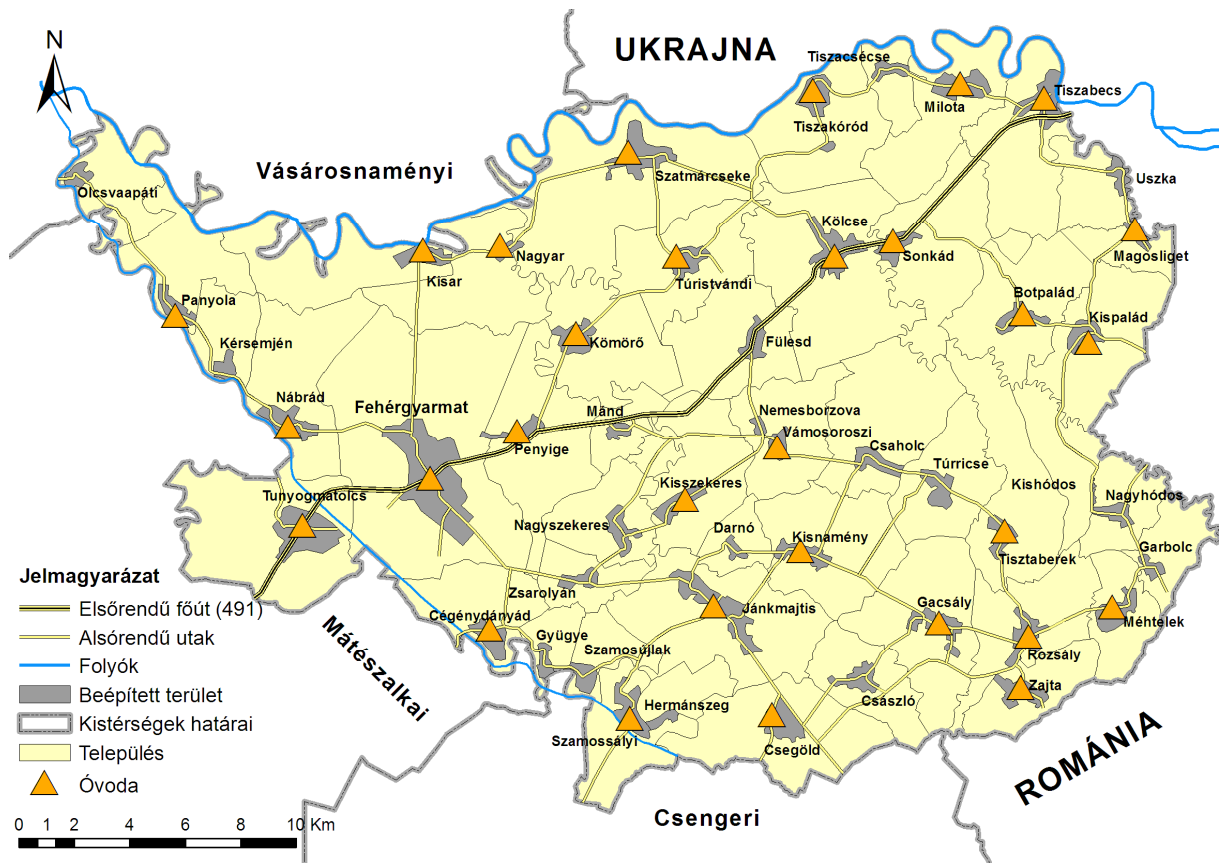 N
UKRAJNA
Tiszacsécse
Milota
Tiszabecs
Tiszakóród
Vásárosnaményi
Szatmárcseke
Olcsvaapáti
Uszka
Kölcse
Sonkád
Nagyar
Kisar
Túristvándi
Magosliget
Panyola
Botpalád
Kispalád
Kérsemjén
Kömörő
Fülesd
Nábrád
Fehérgyarmat
Mánd
Nemesborzova
Penyige
Vámosoroszi
Csaholc
Túrricse
Kisszekeres
Kishódos
Nagyhódos
Tunyogmatolcs
Nagyszekeres
Darnó
Kisnamény
Tisztaberek
Garbolc
Zsarolyán
Jánkmajtis
Gacsály
Méhtelek
Cégénydányád
Gyügye
Szamosújlak
Rozsály
Zajta
Császló
Hermánszeg
Szamossályi
Csegöld
Mátészalkai
ROMÁNIA
Csengeri
Jelmagyarázat
Elsőrendű főút (491)
Alsórendű utak
Folyók
Beépített terület
Kistérségek határai
Település
Óvoda
0 1 2 4 6 8 10 Km